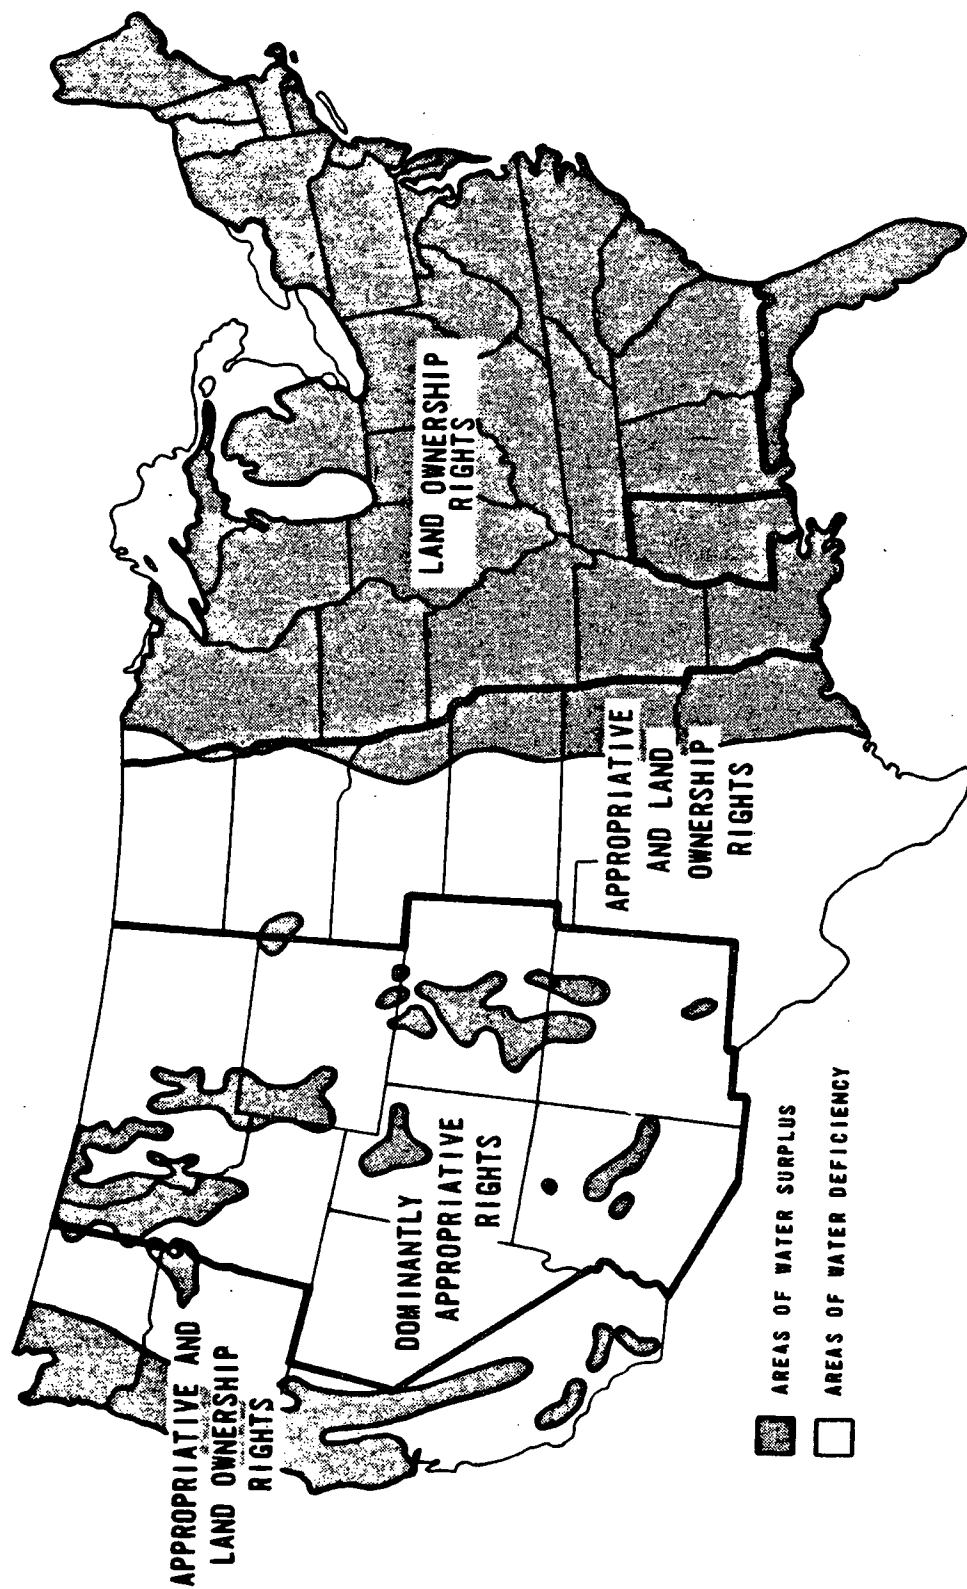 APPROPRIATIVE AND
LAND OWNERSHIP
RIGHTS
DOMINANTLY
APPROPRIATIVE
RIGHTS
APPROPRIATIVE
AND LAND
OWNERSHIP
RIGHTS
LAND OWNERSHIP
RIGHTS
AREAS OF WATER SURPLUS
AREAS OF WATER DEFICIENCY